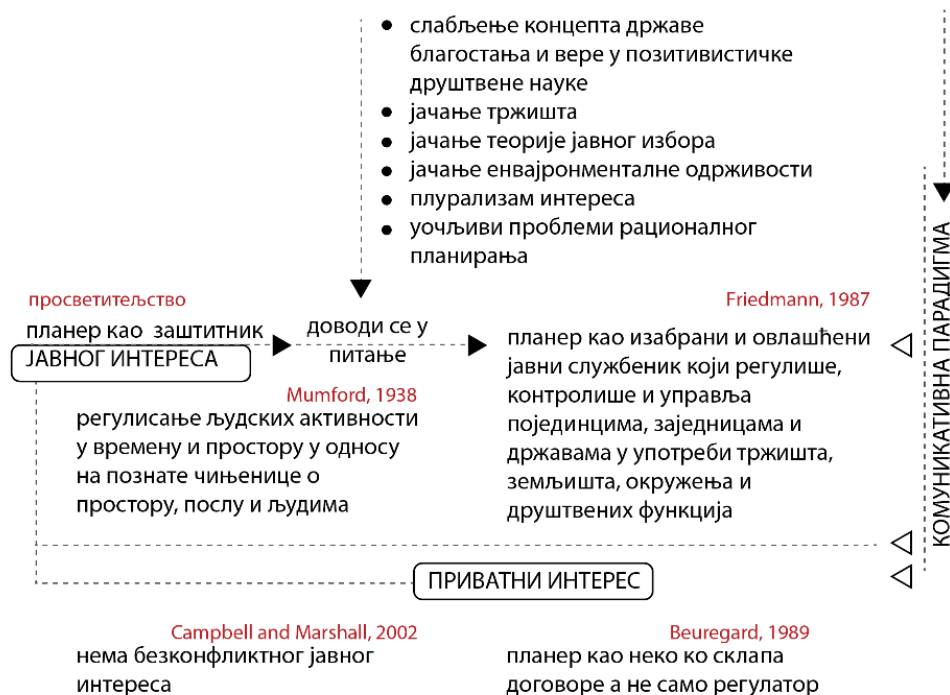 слабљење концепта државе
благостања и вере у позитивистичке
друштвене науке
јачање тржишта
јачање теорије јавног избора
јачање енвајронменталне одрживости
плурализам интереса
уочљиви проблеми рационалног
планирања
просветитељство
планер као заштитник
ЈАВНОГ ИНТЕРЕСА
доводи се у
питање
Mumford, 1938
регулисање људских активности
у времену и простору у односу
на познате чињенице о
простору, послу и људима
Friedmann, 1987
планер као изабрани и овлашћени
јавни службеник који регулише,
контролише и управља
појединцима, заједницама и
државама у употреби тржишта,
земљишта, окружења и
друштвених функција
КОМУНИКАТИВНА ПАРАДИГМА
ПРИВАТНИ ИНТЕРЕС
Campbell and Marshall, 2002
нема безконфликтног јавног
интереса
Beuregard, 1989
планер као неко ко склапа
договоре а не само регулатор